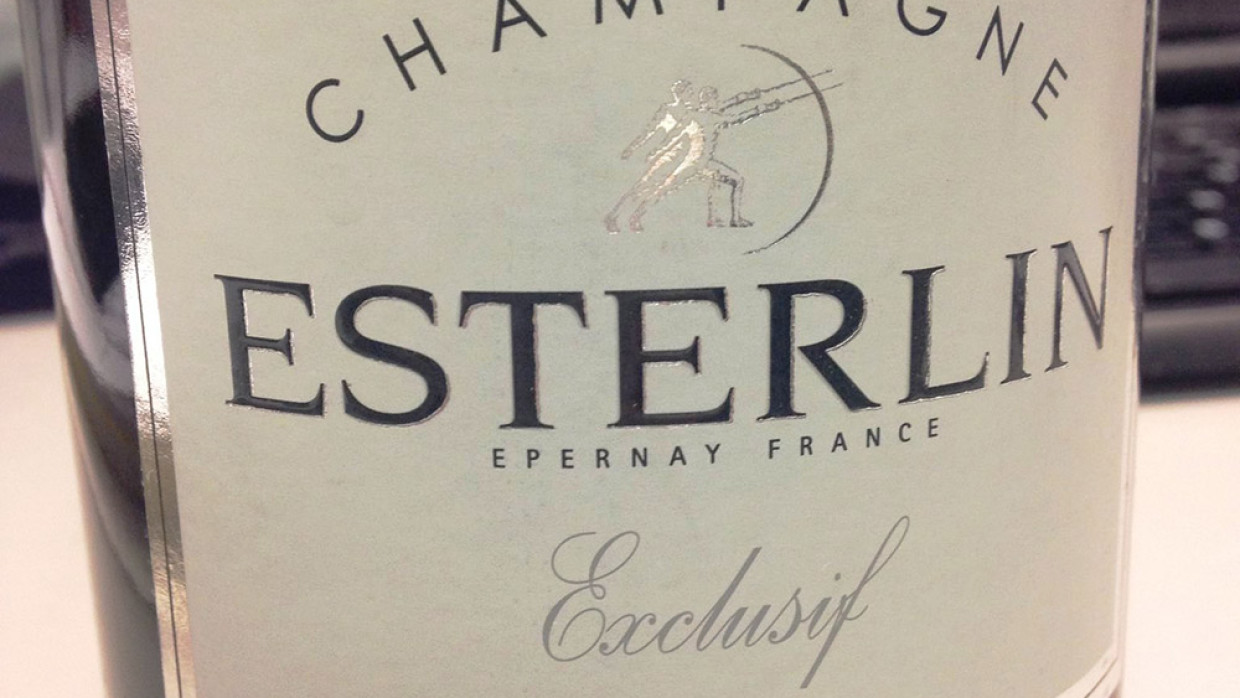 CHAMPAGNE
ESTERLIN
EPERNAY FRANCE
Exclusif